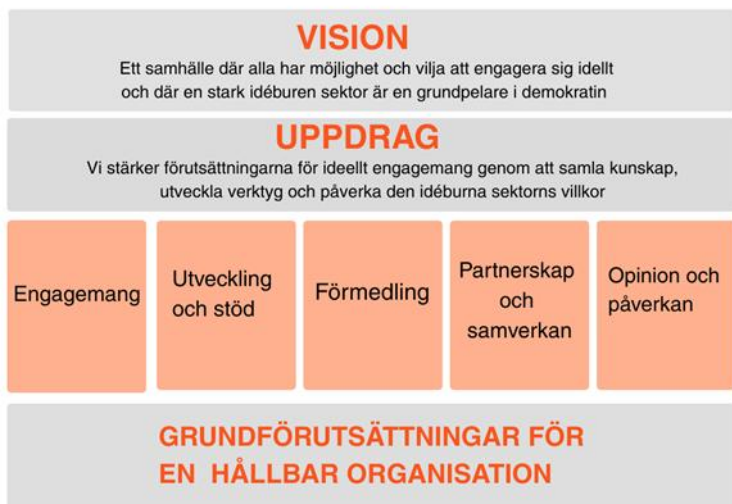 VISION
Ett samhälle där alla har möjlighet och vilja att engagera sig idellt
och där en stark idéburen sektor är en grundpelare i demokratin
UPPDRAG
Vi stärker förutsättningarna för ideellt engagemang genom att samla kunskap,
utveckla verktyg och påverka den idéburna sektorns villkor
Engagemang
Utveckling
och stöd
Förmedling
Partnerskap
och
samverkan
Opinion och
påverkan
GRUNDFÖRUTSÄTTNINGAR FÖR
EN HÅLLBAR ORGANISATION